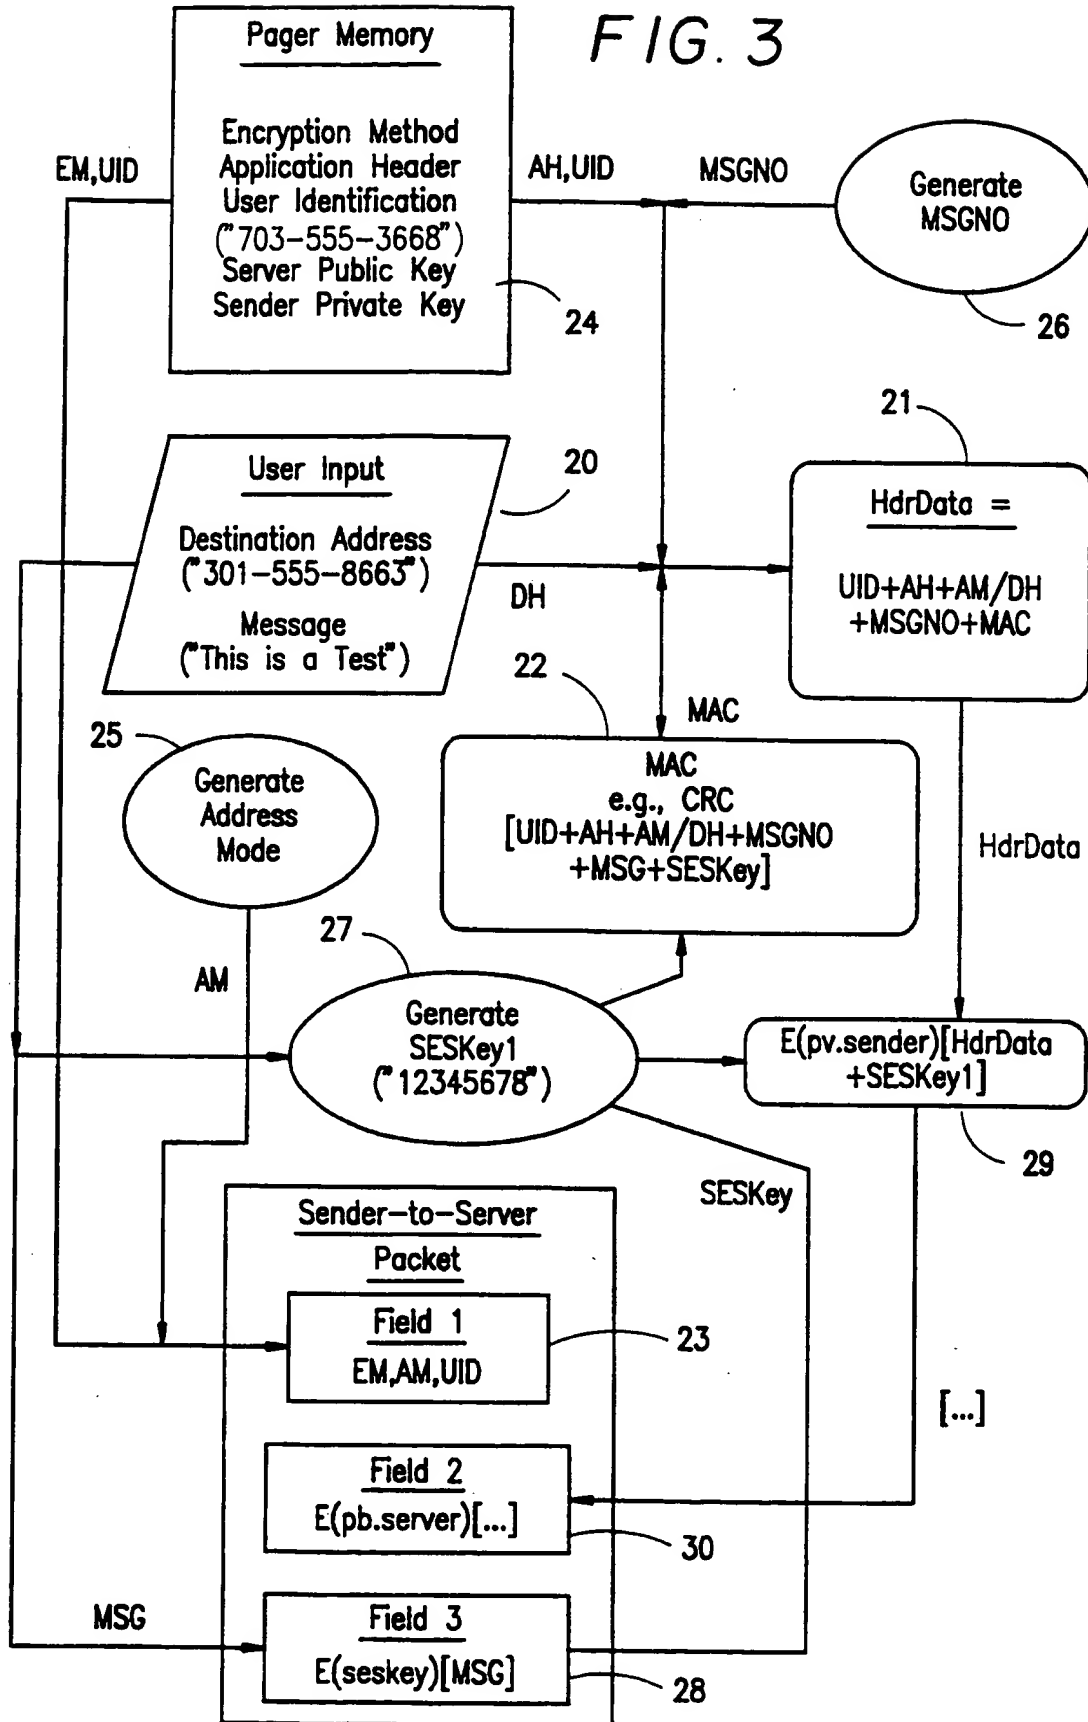 FIG. 3
Pager Memory
Encryption Method
Application Header
User Identification
("703-555-3668")
Server Public Key
Sender Private Key
EM,UID
AH,UID
MSGNO
Generate
MSGNO
24
26
21
User Input
Destination Address
("301-555-8663")
Message
("This is a Test")
20
DH
HdrData =
UID+AH+AM/DH
+MSGNO+MAC
22
MAC
25
Generate
Address
Mode
MAC
e.g., CRC
[UID+AH+AM/DH+MSGNO
+MSG+SESKey]
HdrData
27
AM
Generate
SESKey1
("12345678")
E(pv.sender)[HdrData
+SESKey1]
29
SESKey
Sender-to-Server
Packet
Field 1
EM,AM,UID
23
[...]
Field 2
E(pb.server)[...]
30
MSG
Field 3
E(seskey)[MSG]
28